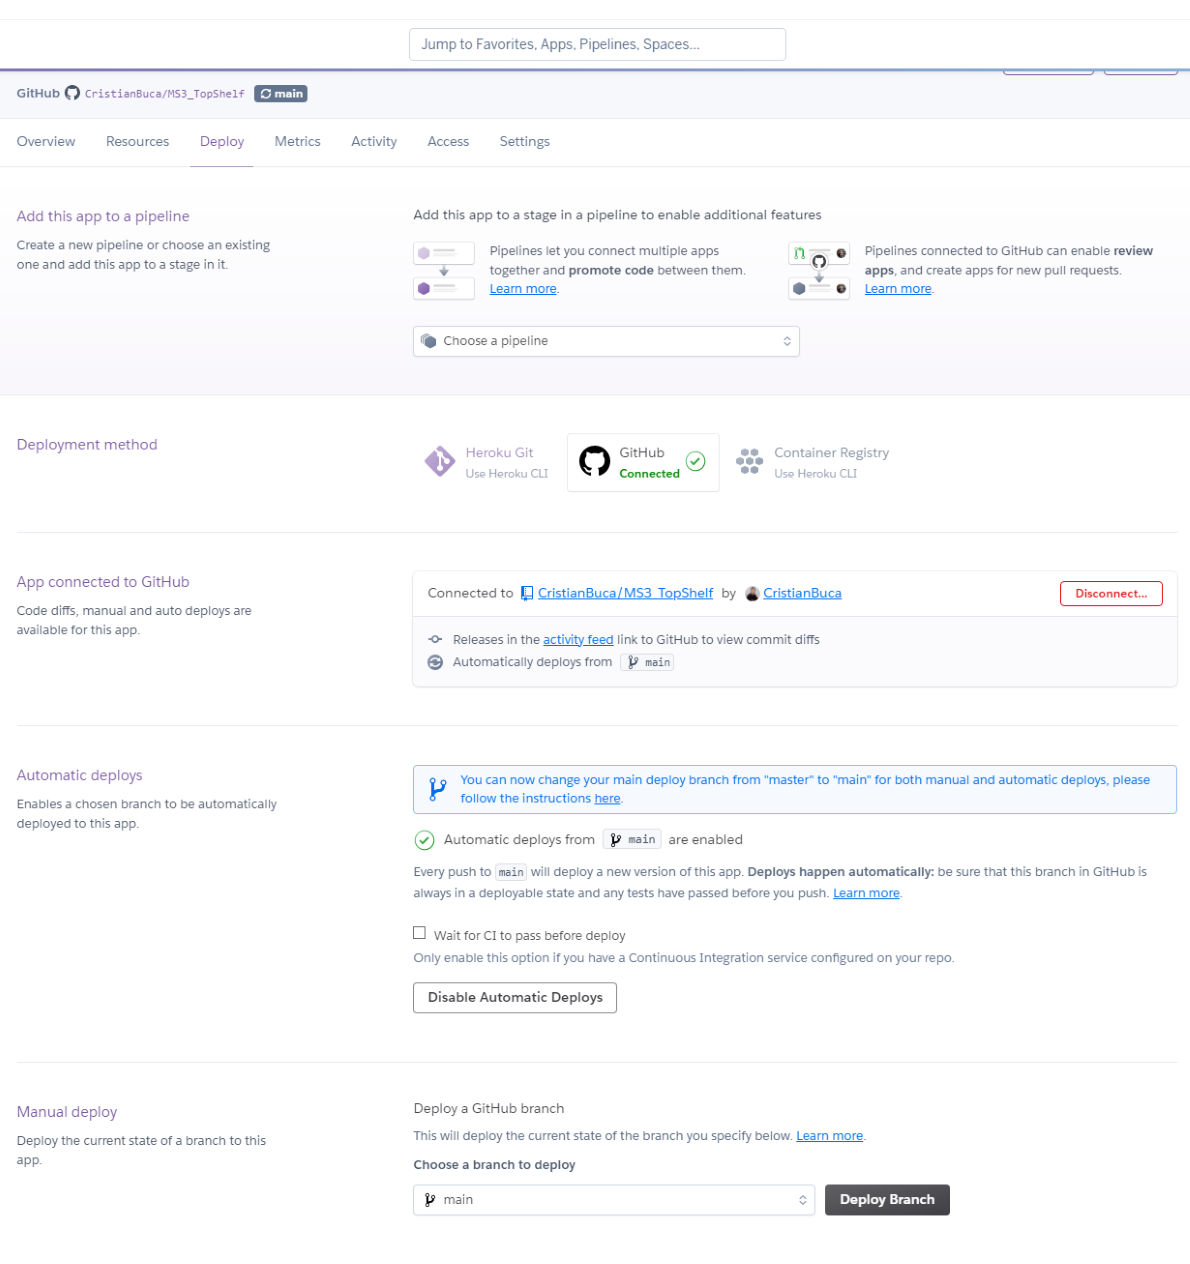 Jump to Favorites, Apps, Pipelines, Spaces...
GitHub CristianBuca/MS3_TopShelf main
Overview Resources Deploy Metrics Activity Access Settings
Add this app to a pipeline
Create a new pipeline or choose an existing
one and add this app to a stage in it.
Add this app to a stage in a pipeline to enable additional features
Pipelines let you connect multiple apps
together and promote code between them.
Learn more.
Pipelines connected to GitHub can enable review
apps, and create apps for new pull requests.
Learn more.
Choose a pipeline
Deployment method
Heroku Git
Use Heroku CLI
GitHub
Connected
Container Registry
Use Heroku CLI
App connected to GitHub
Code diffs, manual and auto deploys are
available for this app.
Connected to CristianBuca/MS3_TopShelf by CristianBuca
Disconnect...
Releases in the activity feed link to GitHub to view commit diffs
Automatically deploys from main
Automatic deploys
Enables a chosen branch to be automatically
deployed to this app.
You can now change your main deploy branch from "master" to "main" for both manual and automatic deploys, please
follow the instructions here.
Automatic deploys from main are enabled
Every push to main will deploy a new version of this app. Deploys happen automatically: be sure that this branch in GitHub is
always in a deployable state and any tests have passed before you push. Learn more.
Wait for CI to pass before deploy
Only enable this option if you have a Continuous Integration service configured on your repo.
Disable Automatic Deploys
Manual deploy
Deploy the current state of a branch to this
app.
Deploy a GitHub branch
This will deploy the current state of the branch you specify below. Learn more.
Choose a branch to deploy
main
Deploy Branch